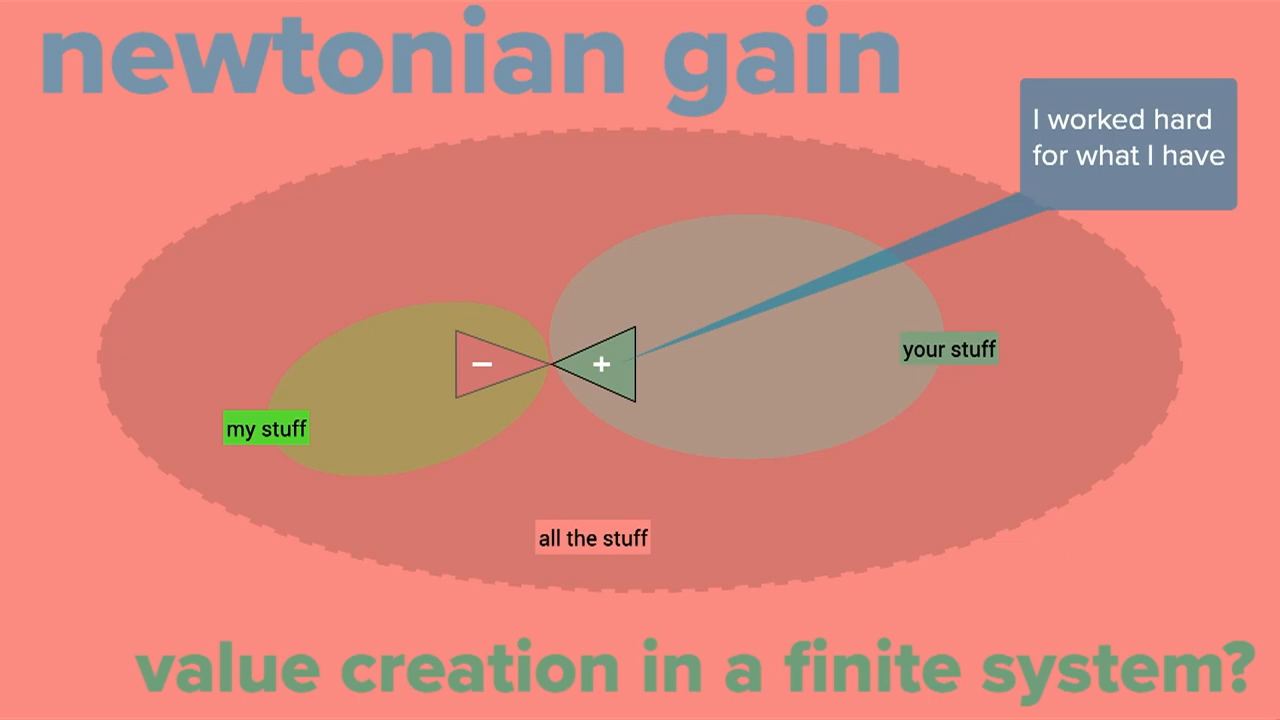 newtonian gain
I worked hard
for what I have
− +
your stuff
my stuff
all the stuff
value creation in a finite system?